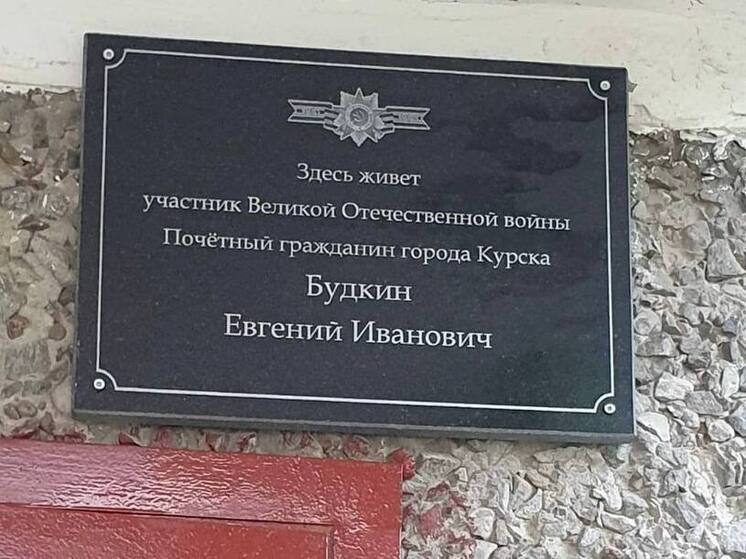 Здесь живет
участник Великой Отечественной войны
Почётный гражданин города Курска
Будкин
Евгений Иванович